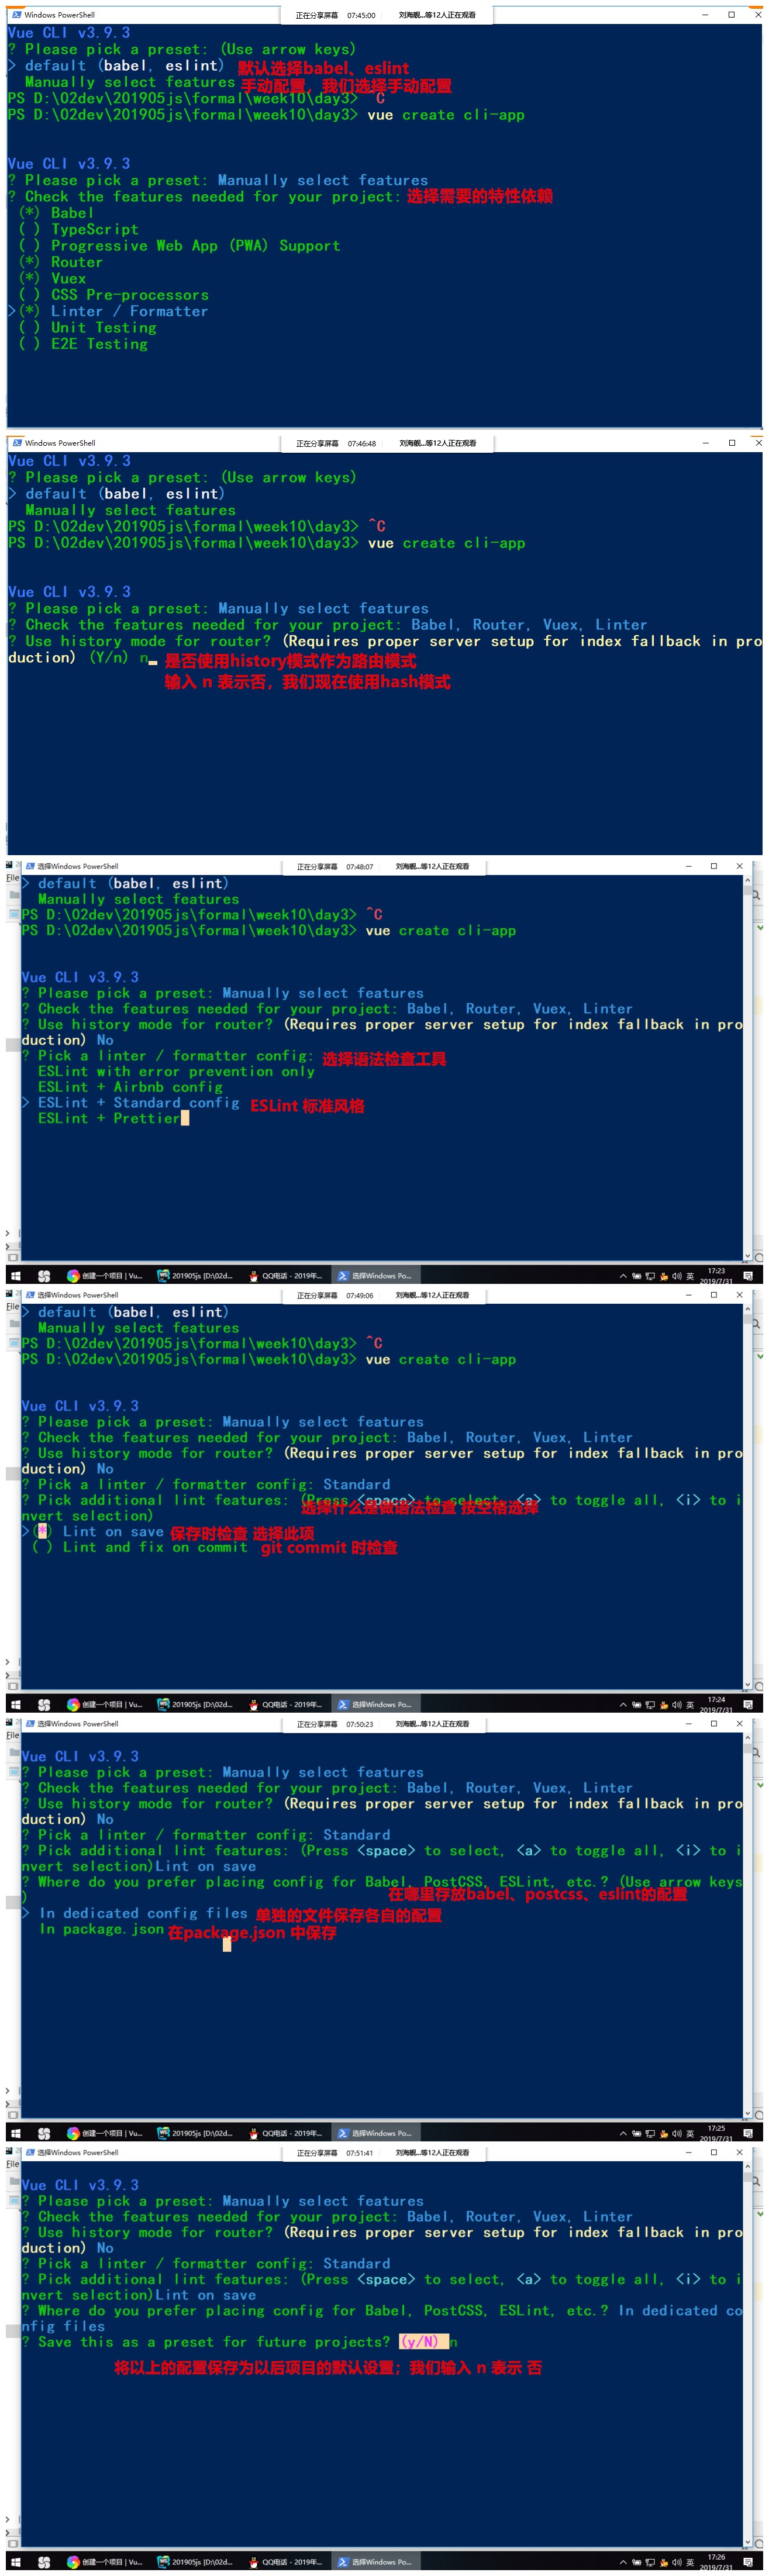 Windows PowerShell
正在分享屏幕 07:45:00 刘海舰...等12人正在观看
Vue CLI v3.9.3
? Please pick a preset: (Use arrow keys)
> default (babel, eslint) 默认选择babel、eslint
Manually select features 手动配置，我们选择手动配置
PS D:\02dev\201905js\formal\week10\day3> ^C
PS D:\02dev\201905js\formal\week10\day3> vue create cli-app
Vue CLI v3.9.3
? Please pick a preset: Manually select features
? Check the features needed for your project: 选择需要的特性依赖
(*) Babel
( ) TypeScript
( ) Progressive Web App (PWA) Support
(*) Router
(*) Vuex
( ) CSS Pre-processors
>(*) Linter / Formatter
( ) Unit Testing
( ) E2E Testing
Windows PowerShell
正在分享屏幕 07:46:48 刘海舰...等12人正在观看
Vue CLI v3.9.3
? Please pick a preset: (Use arrow keys)
> default (babel, eslint)
Manually select features
PS D:\02dev\201905js\formal\week10\day3> ^C
PS D:\02dev\201905js\formal\week10\day3> vue create cli-app
Vue CLI v3.9.3
? Please pick a preset: Manually select features
? Check the features needed for your project: Babel, Router, Vuex, Linter
? Use history mode for router? (Requires proper server setup for index fallback in pro
duction) (Y/n) n 是否使用history模式作为路由模式
输入 n 表示否，我们现在使用hash模式
选择Windows PowerShell
正在分享屏幕 07:48:07 刘海舰...等12人正在观看
File
> default (babel, eslint)
Manually select features
PS D:\02dev\201905js\formal\week10\day3> ^C
PS D:\02dev\201905js\formal\week10\day3> vue create cli-app
Vue CLI v3.9.3
? Please pick a preset: Manually select features
? Check the features needed for your project: Babel, Router, Vuex, Linter
? Use history mode for router? (Requires proper server setup for index fallback in pro
duction) No
? Pick a linter / formatter config: 选择语法检查工具
ESLint with error prevention only
ESLint + Airbnb config
> ESLint + Standard config ESLint 标准风格
ESLint + Prettier
创建一个项目 | Vu... 201905js [D:\02d... QQ电话 - 2019年... 选择Windows Po... 英 17:23
2019/7/31
选择Windows PowerShell
正在分享屏幕 07:49:06 刘海舰...等12人正在观看
File
> default (babel, eslint)
Manually select features
PS D:\02dev\201905js\formal\week10\day3> ^C
PS D:\02dev\201905js\formal\week10\day3> vue create cli-app
Vue CLI v3.9.3
? Please pick a preset: Manually select features
? Check the features needed for your project: Babel, Router, Vuex, Linter
? Use history mode for router? (Requires proper server setup for index fallback in pro
duction) No
? Pick a linter / formatter config: Standard
? Pick additional lint features: (Press <space> to select, <a> to toggle all, <i> to i
nvert selection) 选择什么是做语法检查 按空格选择
>(*) Lint on save 保存时检查 选择此项
( ) Lint and fix on commit git commit 时检查
创建一个项目 | Vu... 201905js [D:\02d... QQ电话 - 2019年... 选择Windows Po... 英 17:24
2019/7/31
选择Windows PowerShell
正在分享屏幕 07:50:23 刘海舰...等12人正在观看
File
Vue CLI v3.9.3
? Please pick a preset: Manually select features
? Check the features needed for your project: Babel, Router, Vuex, Linter
? Use history mode for router? (Requires proper server setup for index fallback in pro
duction) No
? Pick a linter / formatter config: Standard
? Pick additional lint features: (Press <space> to select, <a> to toggle all, <i> to i
nvert selection)Lint on save
? Where do you prefer placing config for Babel, PostCSS, ESLint, etc.? (Use arrow keys
) 在哪里存放babel、postcss、eslint的配置
> In dedicated config files 单独的文件保存各自的配置
In package.json 在package.json 中保存
创建一个项目 | Vu... 201905js [D:\02d... QQ电话 - 2019年... 选择Windows Po... 英 17:25
2019/7/31
选择Windows PowerShell
正在分享屏幕 07:51:41 刘海舰...等12人正在观看
File
Vue CLI v3.9.3
? Please pick a preset: Manually select features
? Check the features needed for your project: Babel, Router, Vuex, Linter
? Use history mode for router? (Requires proper server setup for index fallback in pro
duction) No
? Pick a linter / formatter config: Standard
? Pick additional lint features: (Press <space> to select, <a> to toggle all, <i> to i
nvert selection)Lint on save
? Where do you prefer placing config for Babel, PostCSS, ESLint, etc.? In dedicated co
nfig files
? Save this as a preset for future projects? (y/N) n
将以上的配置保存为以后项目的默认设置；我们输入 n 表示 否
创建一个项目 | Vu... 201905js [D:\02d... QQ电话 - 2019年... 选择Windows Po... 英 17:26
2019/7/31